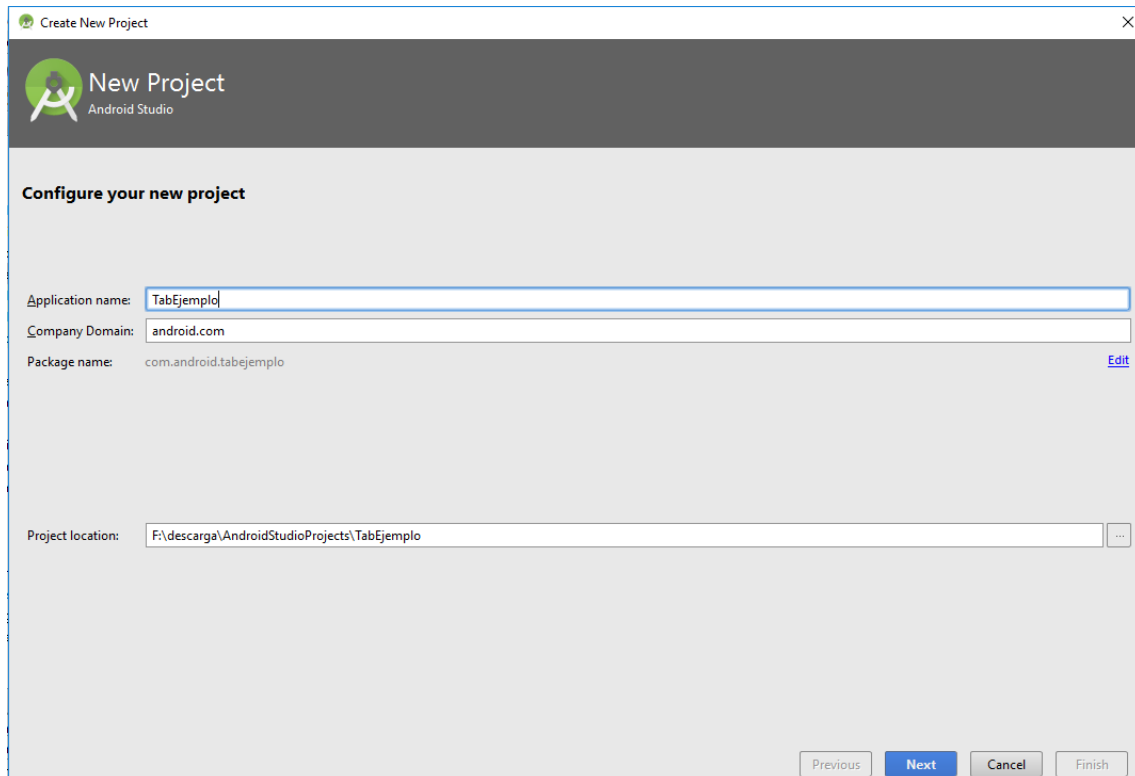 Create New Project
New Project
Android Studio
Configure your new project
Application name: TabEjemplo
Company Domain: android.com
Package name: com.android.tabejemplo Edit
Project location: F:\descarga\AndroidStudioProjects\TabEjemplo ...
Previous Next Cancel Finish